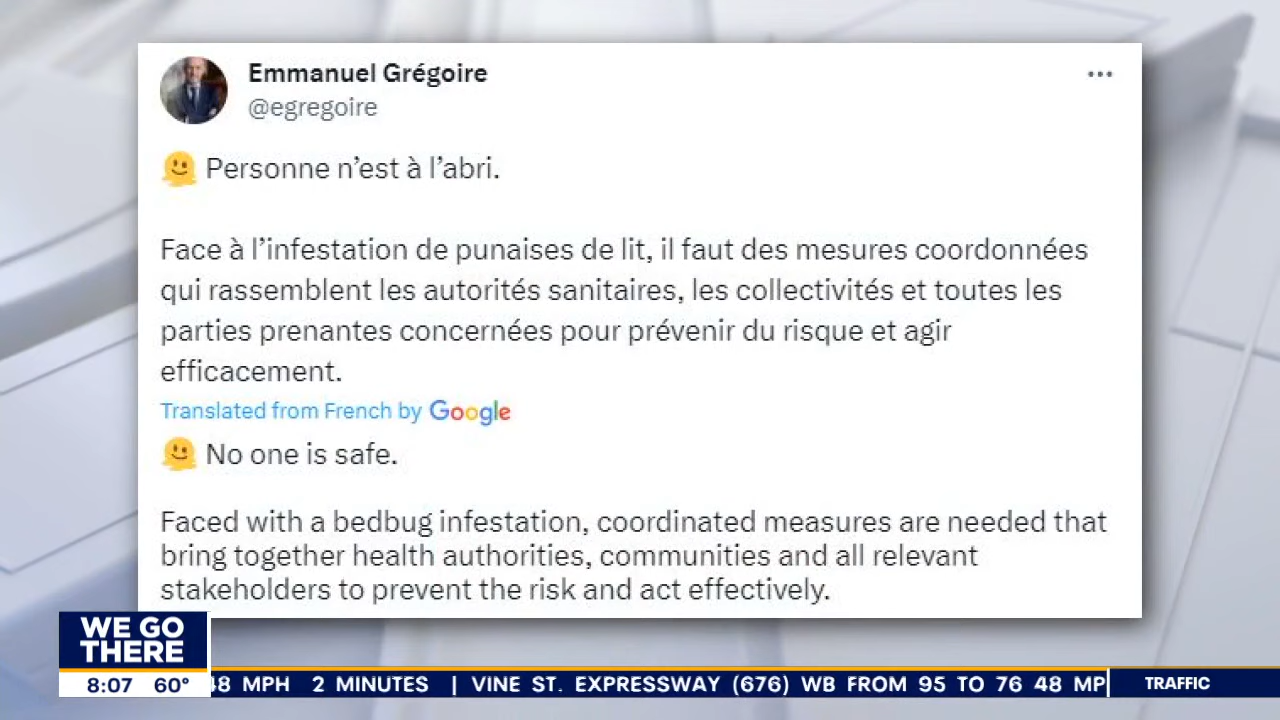 Emmanuel Grégoire
@egregoire
🫠 Personne n’est à l’abri.
Face à l’infestation de punaises de lit, il faut des mesures coordonnées
qui rassemblent les autorités sanitaires, les collectivités et toutes les
parties prenantes concernées pour prévenir du risque et agir
efficacement.
Translated from French by Google
🫠 No one is safe.
Faced with a bedbug infestation, coordinated measures are needed that
bring together health authorities, communities and all relevant
stakeholders to prevent the risk and act effectively.
WE GO
THERE
8:07 60°
48 MPH 2 MINUTES | VINE ST. EXPRESSWAY (676) WB FROM 95 TO 76 48 MP
TRAFFIC